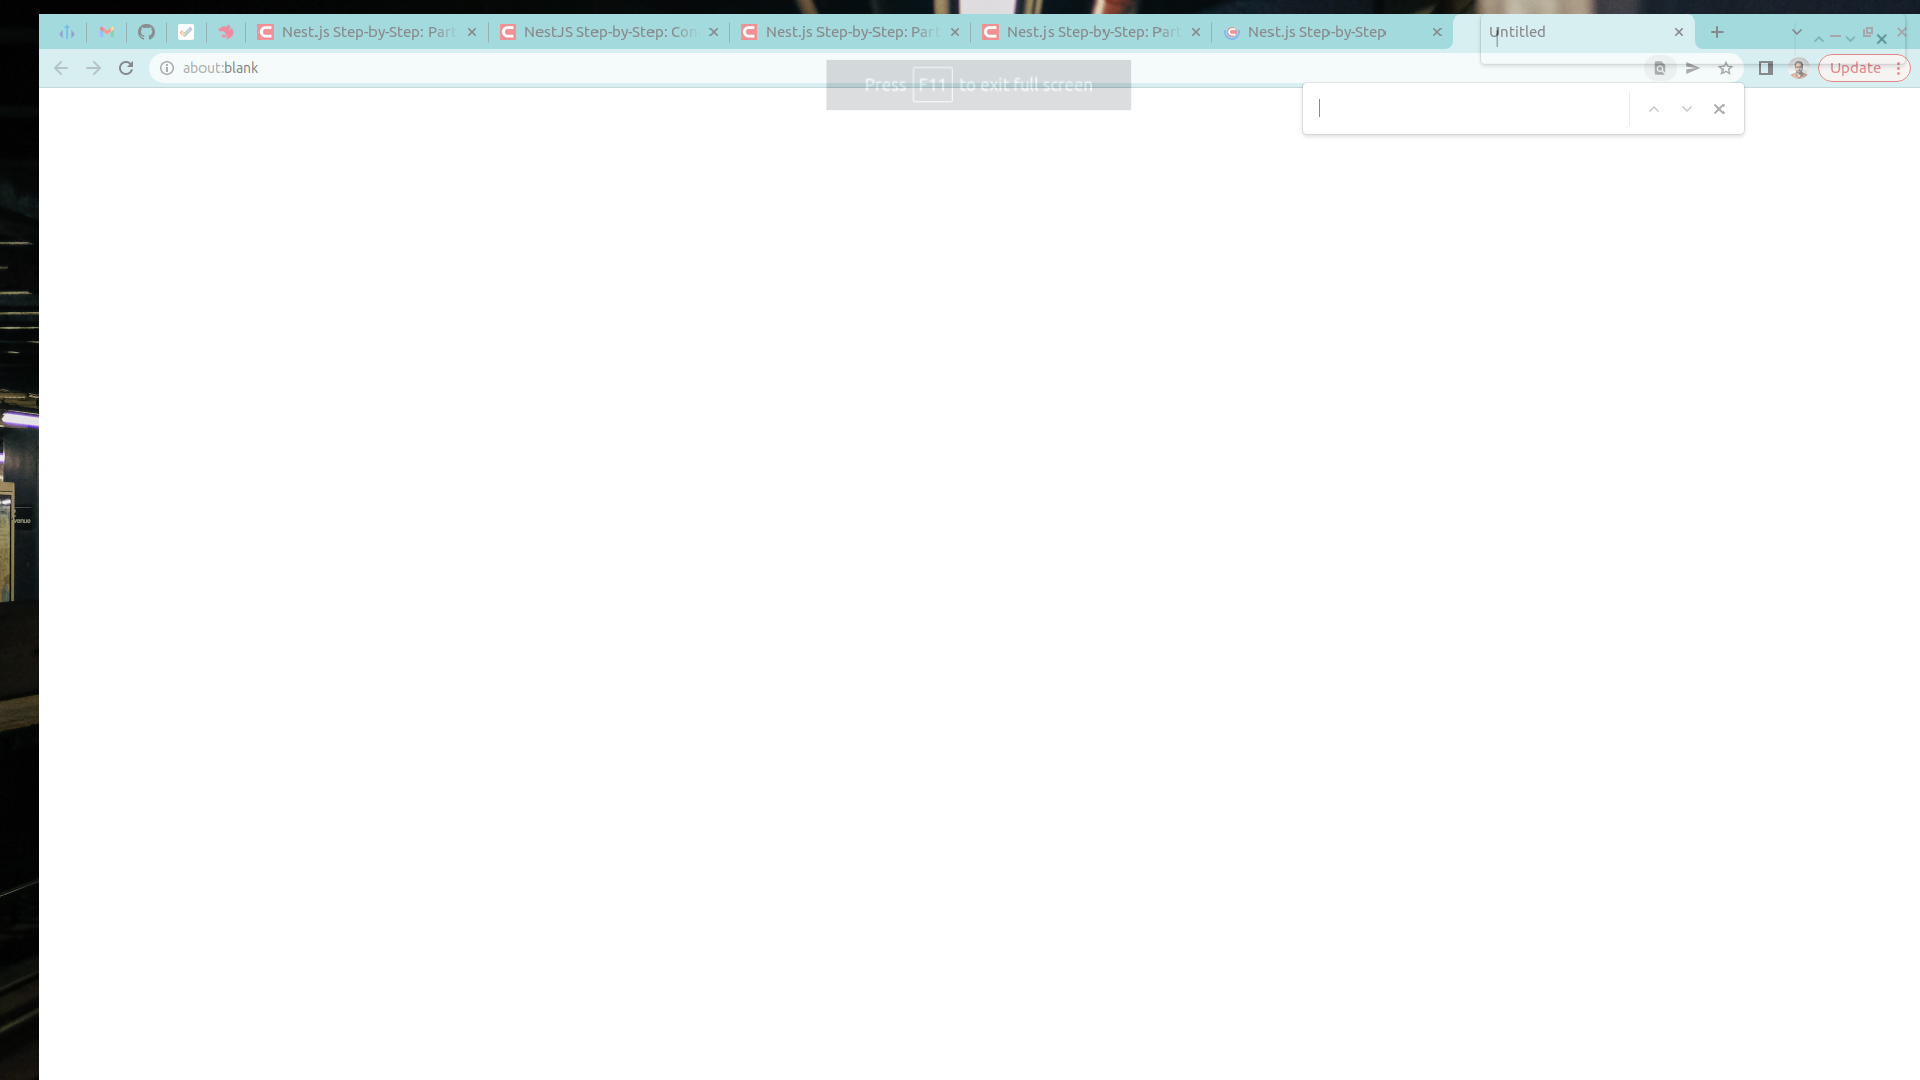 Nest.js Step-by-Step: Part
NestJS Step-by-Step: Con
Nest.js Step-by-Step: Part
Nest.js Step-by-Step: Part
Nest.js Step-by-Step
Untitled
about:blank
Update
Press F11 to exit full screen